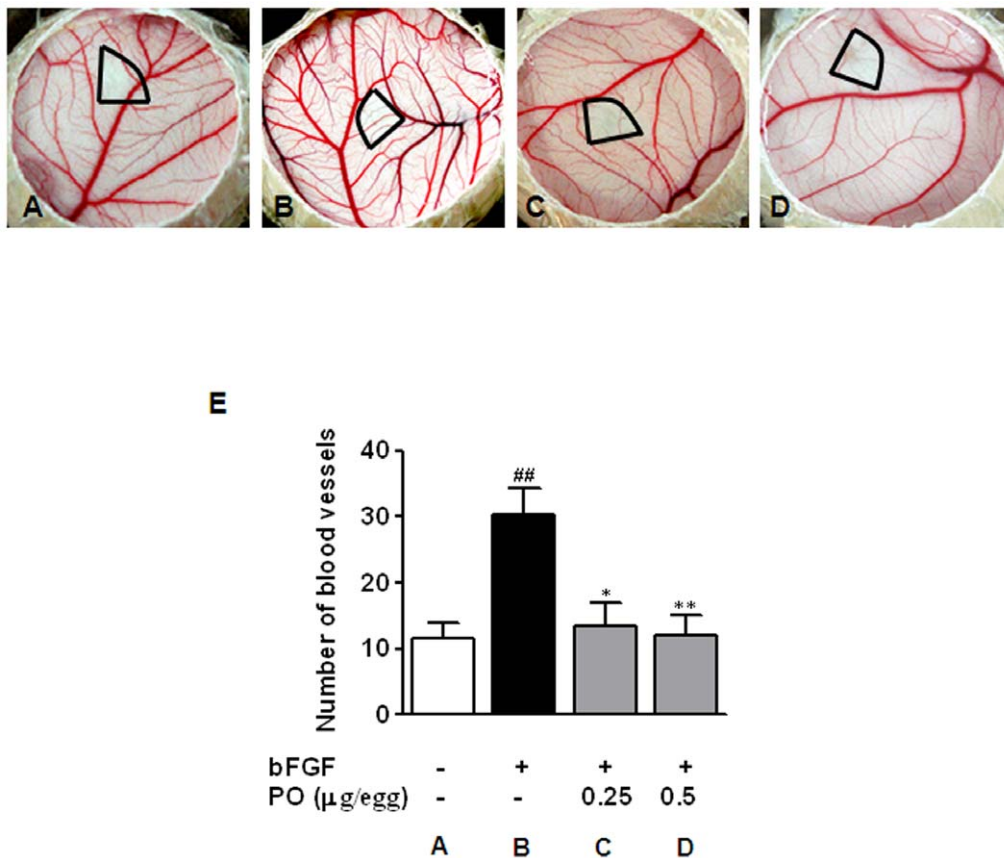 A B C D
E
Number of blood vessels
40
30
20
10
0
##
*
**
bFGF - + + +
PO (µg/egg) - - 0.25 0.5
A B C D